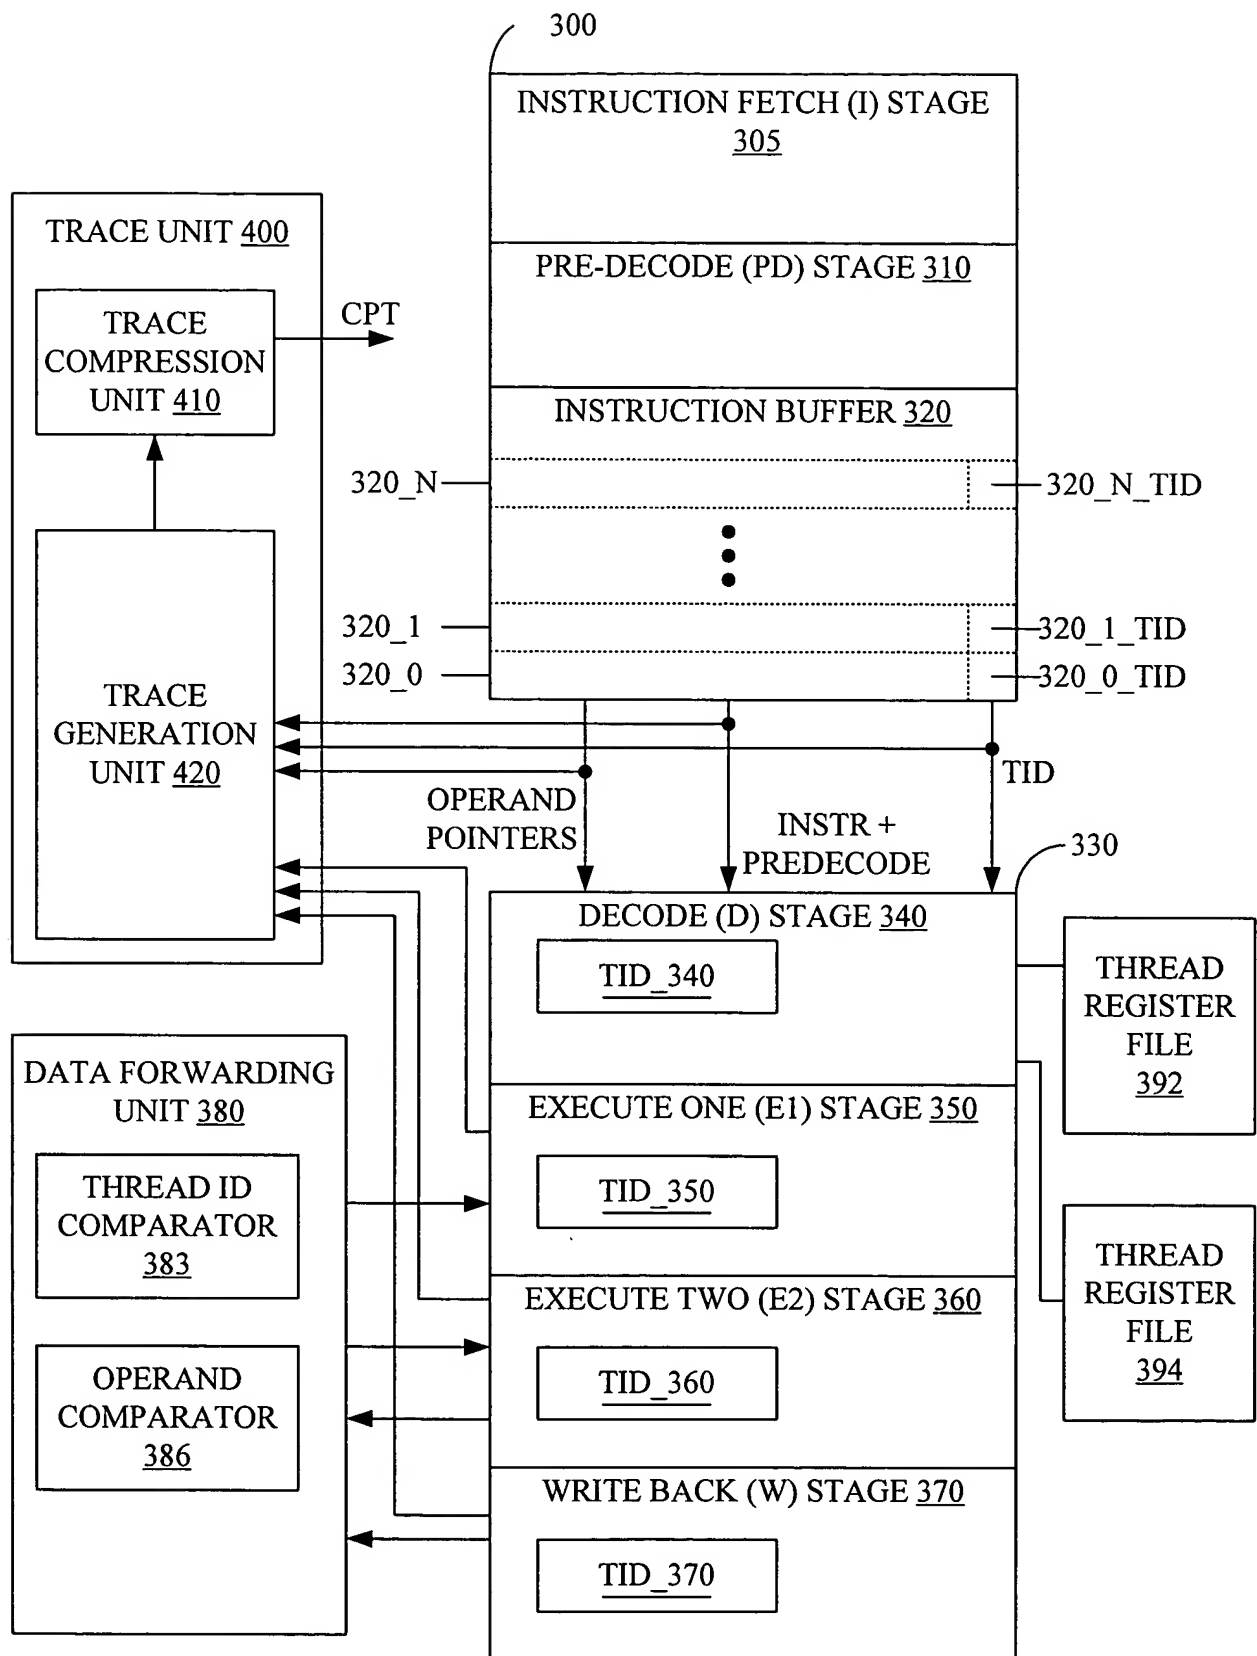 300
INSTRUCTION FETCH (I) STAGE
305
TRACE UNIT 400
PRE-DECODE (PD) STAGE 310
TRACE
COMPRESSION
UNIT 410
CPT
INSTRUCTION BUFFER 320
320_N
320_N_TID
320_1
320_1_TID
320_0
320_0_TID
TRACE
GENERATION
UNIT 420
OPERAND
POINTERS
INSTR +
PREDECODE
TID
330
DECODE (D) STAGE 340
TID_340
THREAD
REGISTER
FILE
392
DATA FORWARDING
UNIT 380
EXECUTE ONE (E1) STAGE 350
THREAD ID
COMPARATOR
383
TID_350
THREAD
REGISTER
FILE
394
EXECUTE TWO (E2) STAGE 360
OPERAND
COMPARATOR
386
TID_360
WRITE BACK (W) STAGE 370
TID_370